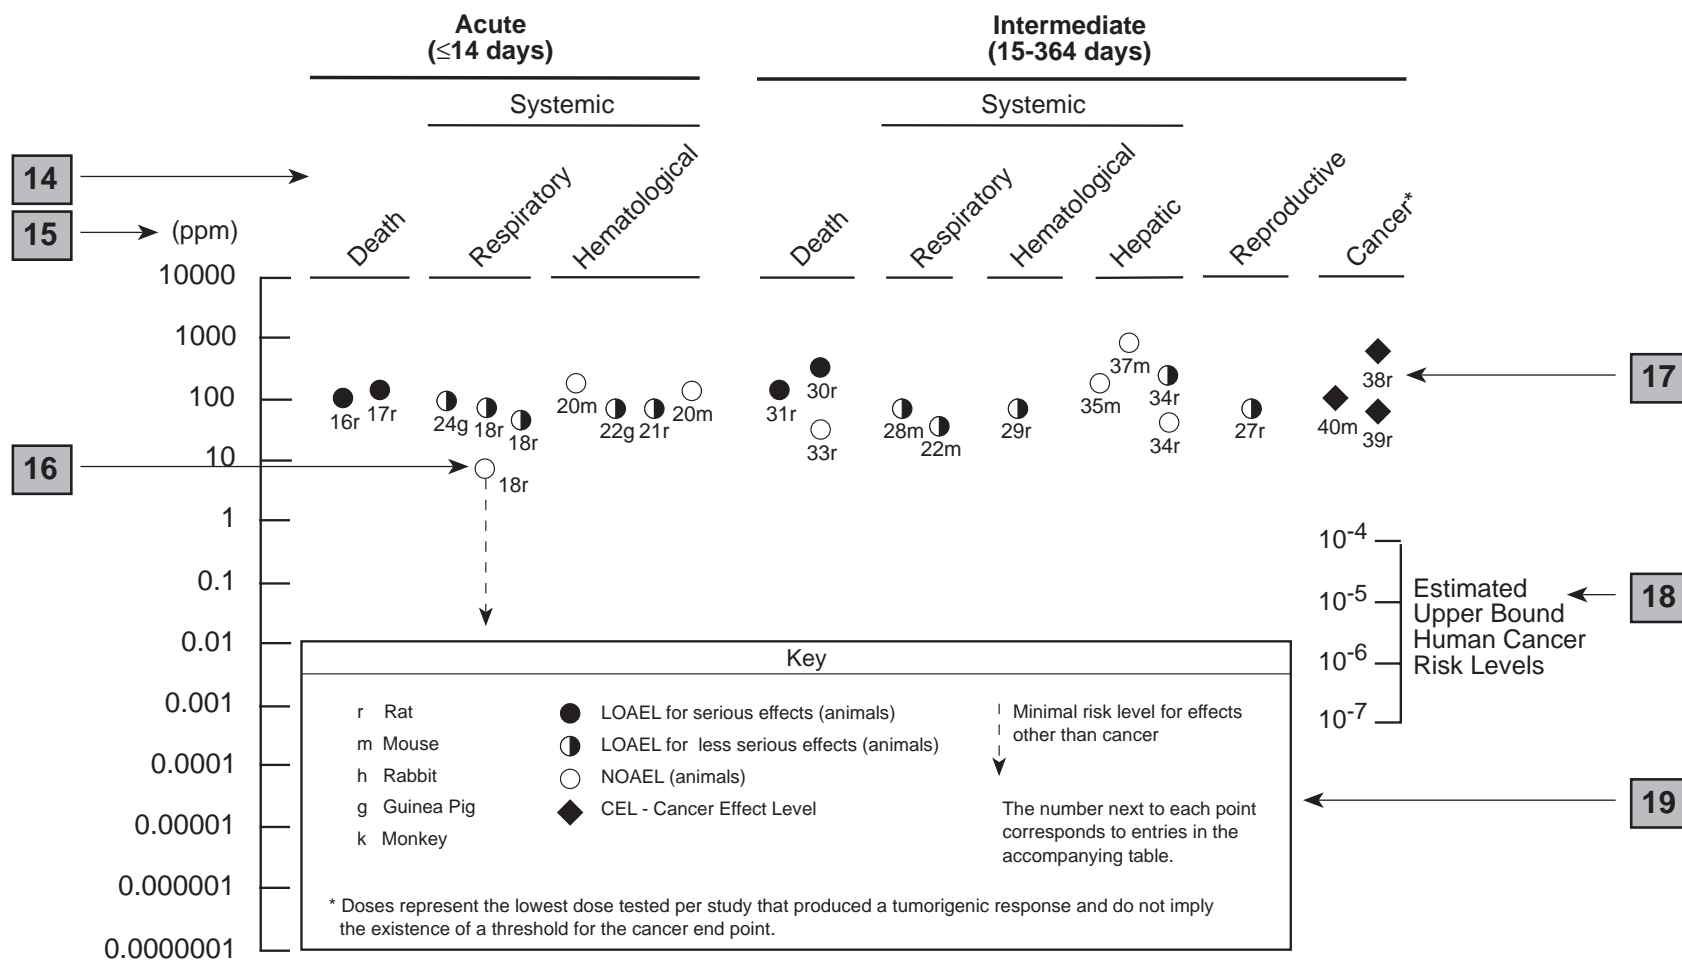 Acute
(≤14 days)
Intermediate
(15-364 days)
Systemic
Systemic
14
15
(ppm)
Death
Respiratory
Hematological
Death
Respiratory
Hematological
Hepatic
Reproductive
Cancer*
10000
1000
100
10
1
0.1
0.01
0.001
0.0001
0.00001
0.000001
0.0000001
16r
17r
24g
18r
18r
18r
20m
22g
21r
20m
31r
30r
33r
28m
22m
29r
35m
37m
34r
34r
27r
40m
38r
39r
16
17
10-4
10-5
10-6
10-7
Estimated
Upper Bound
Human Cancer
Risk Levels
18
19
Key
r Rat
m Mouse
h Rabbit
g Guinea Pig
k Monkey
LOAEL for serious effects (animals)
LOAEL for less serious effects (animals)
NOAEL (animals)
CEL - Cancer Effect Level
Minimal risk level for effects
other than cancer
The number next to each point
corresponds to entries in the
accompanying table.
* Doses represent the lowest dose tested per study that produced a tumorigenic response and do not imply
the existence of a threshold for the cancer end point.